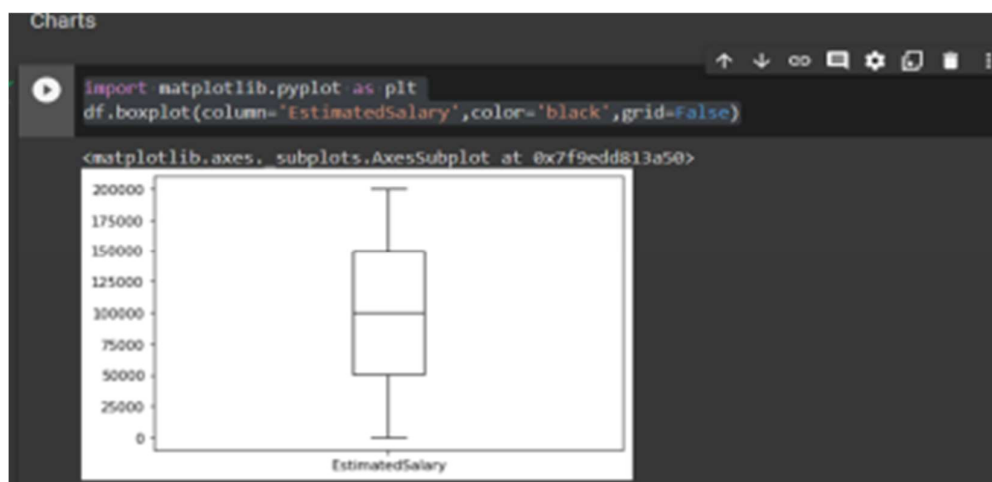 Charts
import matplotlib.pyplot as plt
df.boxplot(column='EstimatedSalary',color='black',grid=False)
<matplotlib.axes._subplots.AxesSubplot at 0x7f9edd813a50>
200000
175000
150000
125000
100000
75000
50000
25000
0
EstimatedSalary